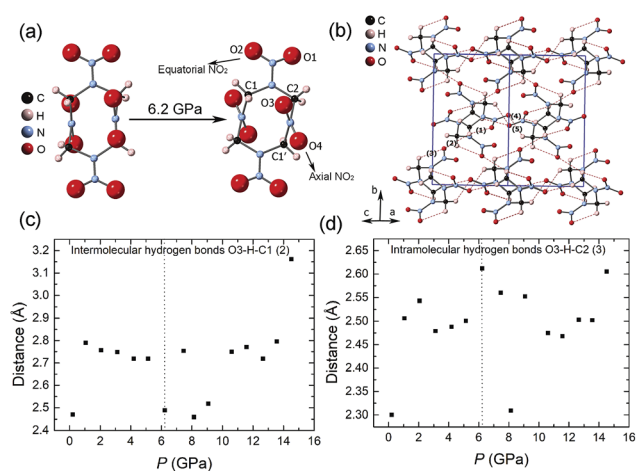 (a)
C
H
N
O
O2
O1
Equatorial NO₂
C1
C2
O3
6.2 GPa
O4
C1'
Axial NO₂
(b)
C
H
N
O
(1)
(2)
(3)
(4)
(5)
b
c
a
(c)
Intermolecular hydrogen bonds O3-H-C1 (2)
3.2
3.1
3.0
2.9
2.8
2.7
2.6
2.5
2.4
Distance (Å)
0 2 4 6 8 10 12 14 16
P (GPa)
(d)
Intramolecular hydrogen bonds O3-H-C2 (3)
2.65
2.60
2.55
2.50
2.45
2.40
2.35
2.30
Distance (Å)
0 2 4 6 8 10 12 14 16
P (GPa)